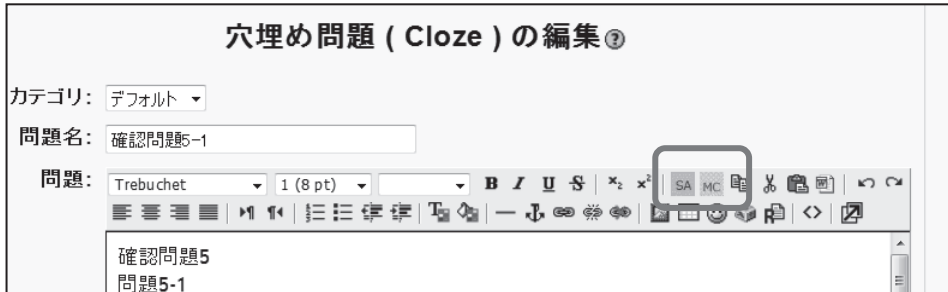 穴埋め問題 ( Cloze ) の編集?
カテゴリ: デフォルト
問題名: 確認問題5-1
問題: Trebuchet 1 (8 pt) B I U S x₂ x² SA MC
確認問題5
問題5-1